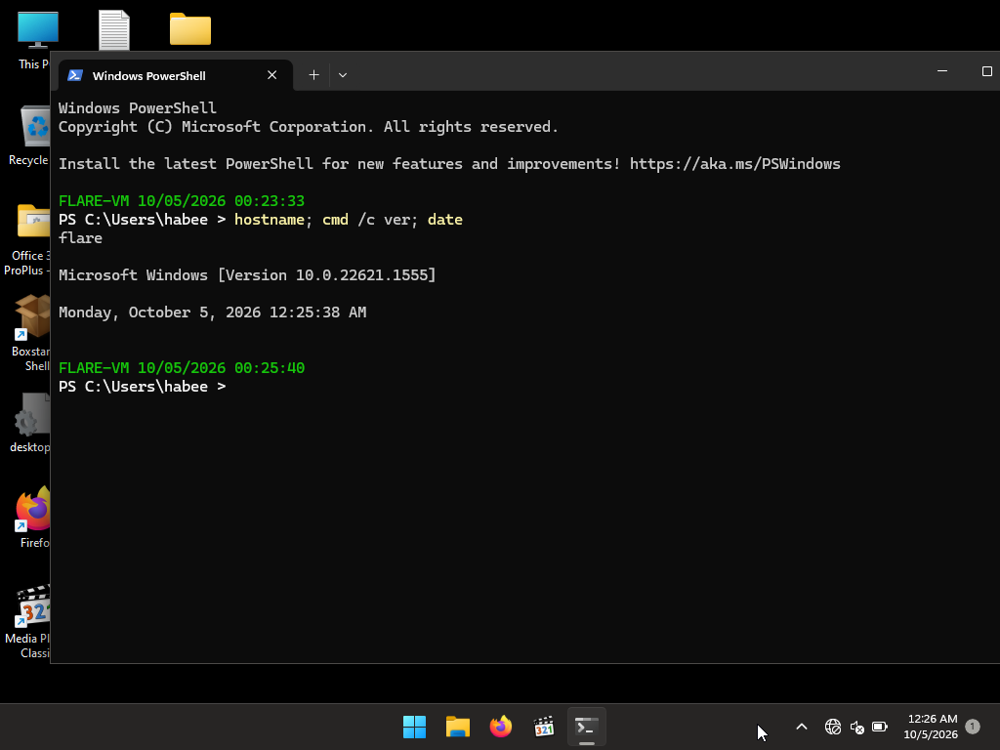 This P
Windows PowerShell
Windows PowerShell
Copyright (C) Microsoft Corporation. All rights reserved.
Install the latest PowerShell for new features and improvements! https://aka.ms/PSWindows
FLARE-VM 10/05/2026 00:23:33
PS C:\Users\habee > hostname; cmd /c ver; date
flare
Microsoft Windows [Version 10.0.22621.1555]
Monday, October 5, 2026 12:25:38 AM
FLARE-VM 10/05/2026 00:25:40
PS C:\Users\habee >
Recycle
Office 3
ProPlus -
Boxstar
Shell
desktop
Firefo
321
Media Pl
Classi
321
12:26 AM
10/5/2026
1